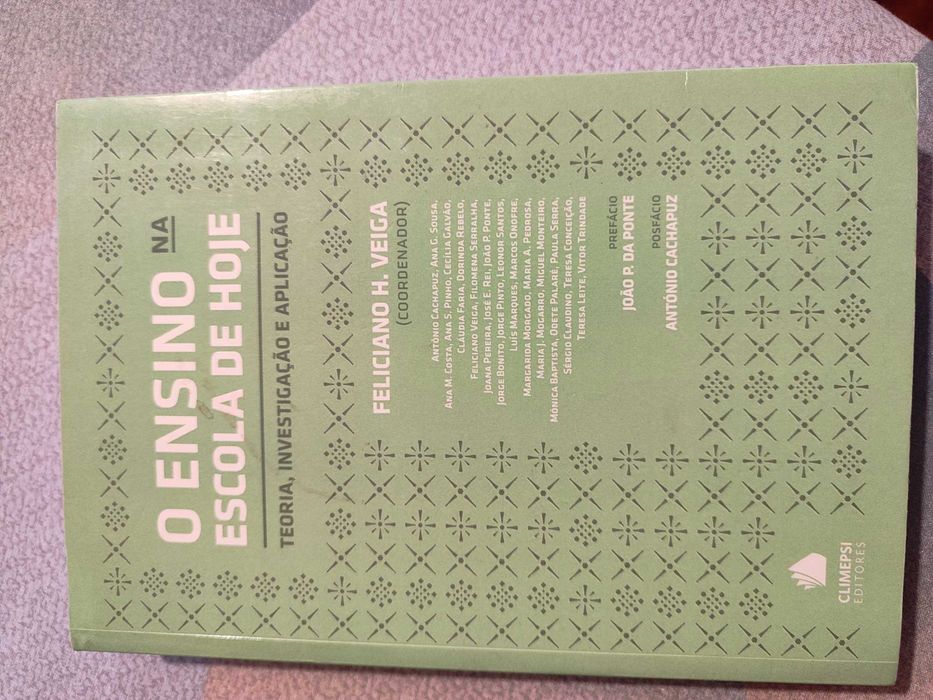 O ENSINO NA
ESCOLA DE HOJE
TEORIA, INVESTIGAÇÃO E APLICAÇÃO
FELICIANO H. VEIGA
(COORDENADOR)
ANTÓNIO CACHAPUZ, ANA G. SOUSA,
ANA M. COSTA, ANA S. PINHO, CECÍLIA GALVÃO,
CLÁUDIA FARIA, DORINDA REBELO,
FELICIANO VEIGA, FILOMENA SERRALHA,
JOANA PEREIRA, JOSÉ E. REI, JOÃO P. PONTE,
JORGE BONITO, JORGE PINTO, LEONOR SANTOS,
LUÍS MARQUES, MARCOS ONOFRE,
MARGARIDA MORGADO, MARIA A. PEDROSA,
MARIA J. MOGARRO, MIGUEL MONTEIRO,
MÓNICA BAPTISTA, ODETE PALARÉ, PAULA SERRA,
SÉRGIO CLAUDINO, TERESA CONCEIÇÃO,
TERESA LEITE, VITOR TRINDADE
PREFÁCIO
JOÃO P. DA PONTE
POSFÁCIO
ANTÓNIO CACHAPUZ
CLIMEPSI
EDITORES